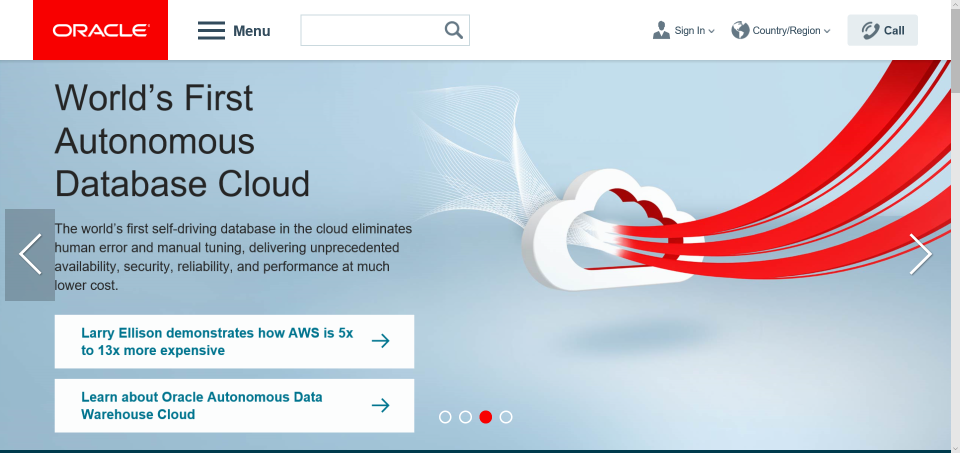 ORACLE
Menu
Sign In
Country/Region
Call
World's First
Autonomous
Database Cloud
The world's first self-driving database in the cloud eliminates
human error and manual tuning, delivering unprecedented
availability, security, reliability, and performance at much
lower cost.
Larry Ellison demonstrates how AWS is 5x
to 13x more expensive
Learn about Oracle Autonomous Data
Warehouse Cloud